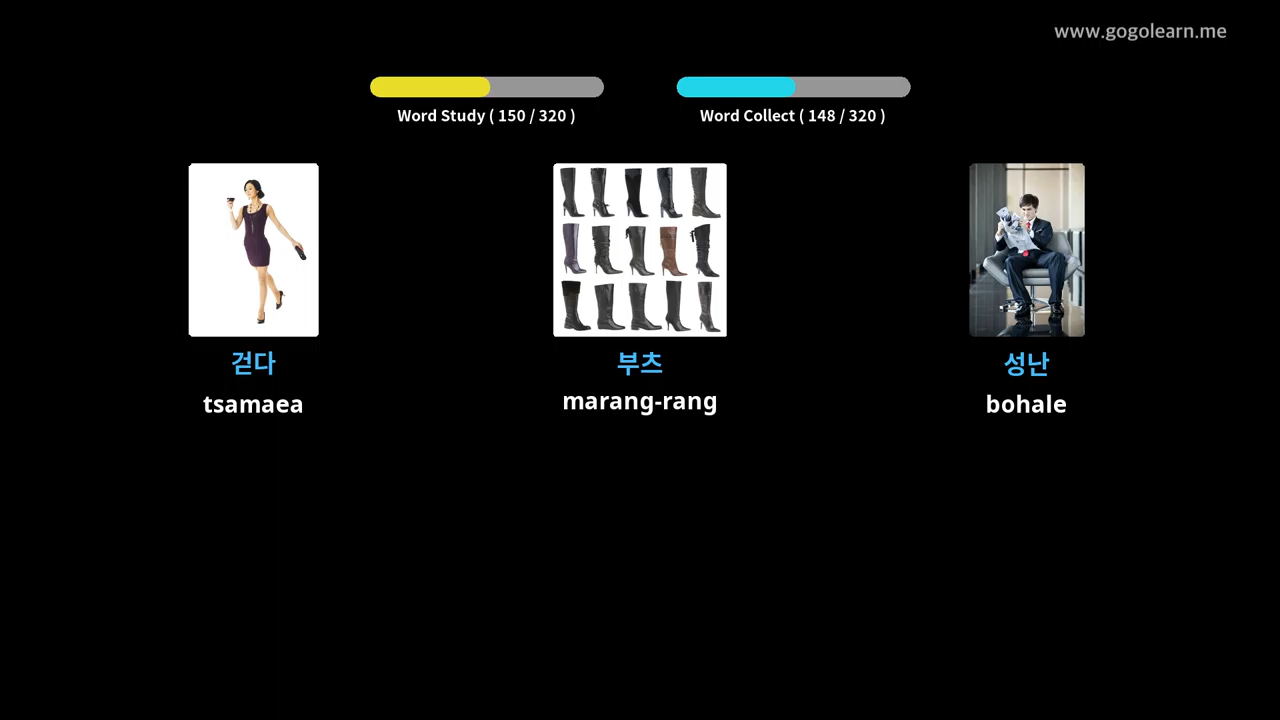 www.gogolearn.me
Word Study ( 150 / 320 )
Word Collect ( 148 / 320 )
걷다
부츠
성난
tsamaea
marang-rang
bohale